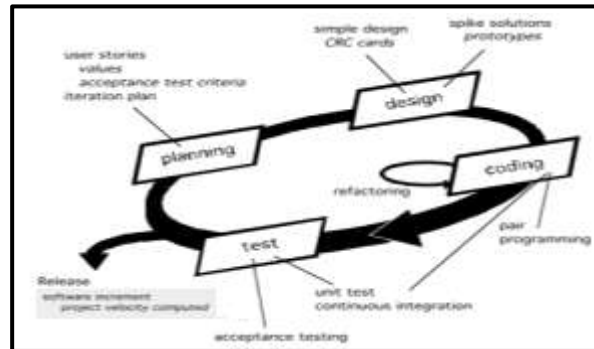 simple design
CRC cards
spike solutions
prototypes
user stories
values
acceptance test criteria
iteration plan
design
planning
coding
refactoring
pair
programming
test
Release
software increment
project velocity computed
unit test
continuous integration
acceptance testing